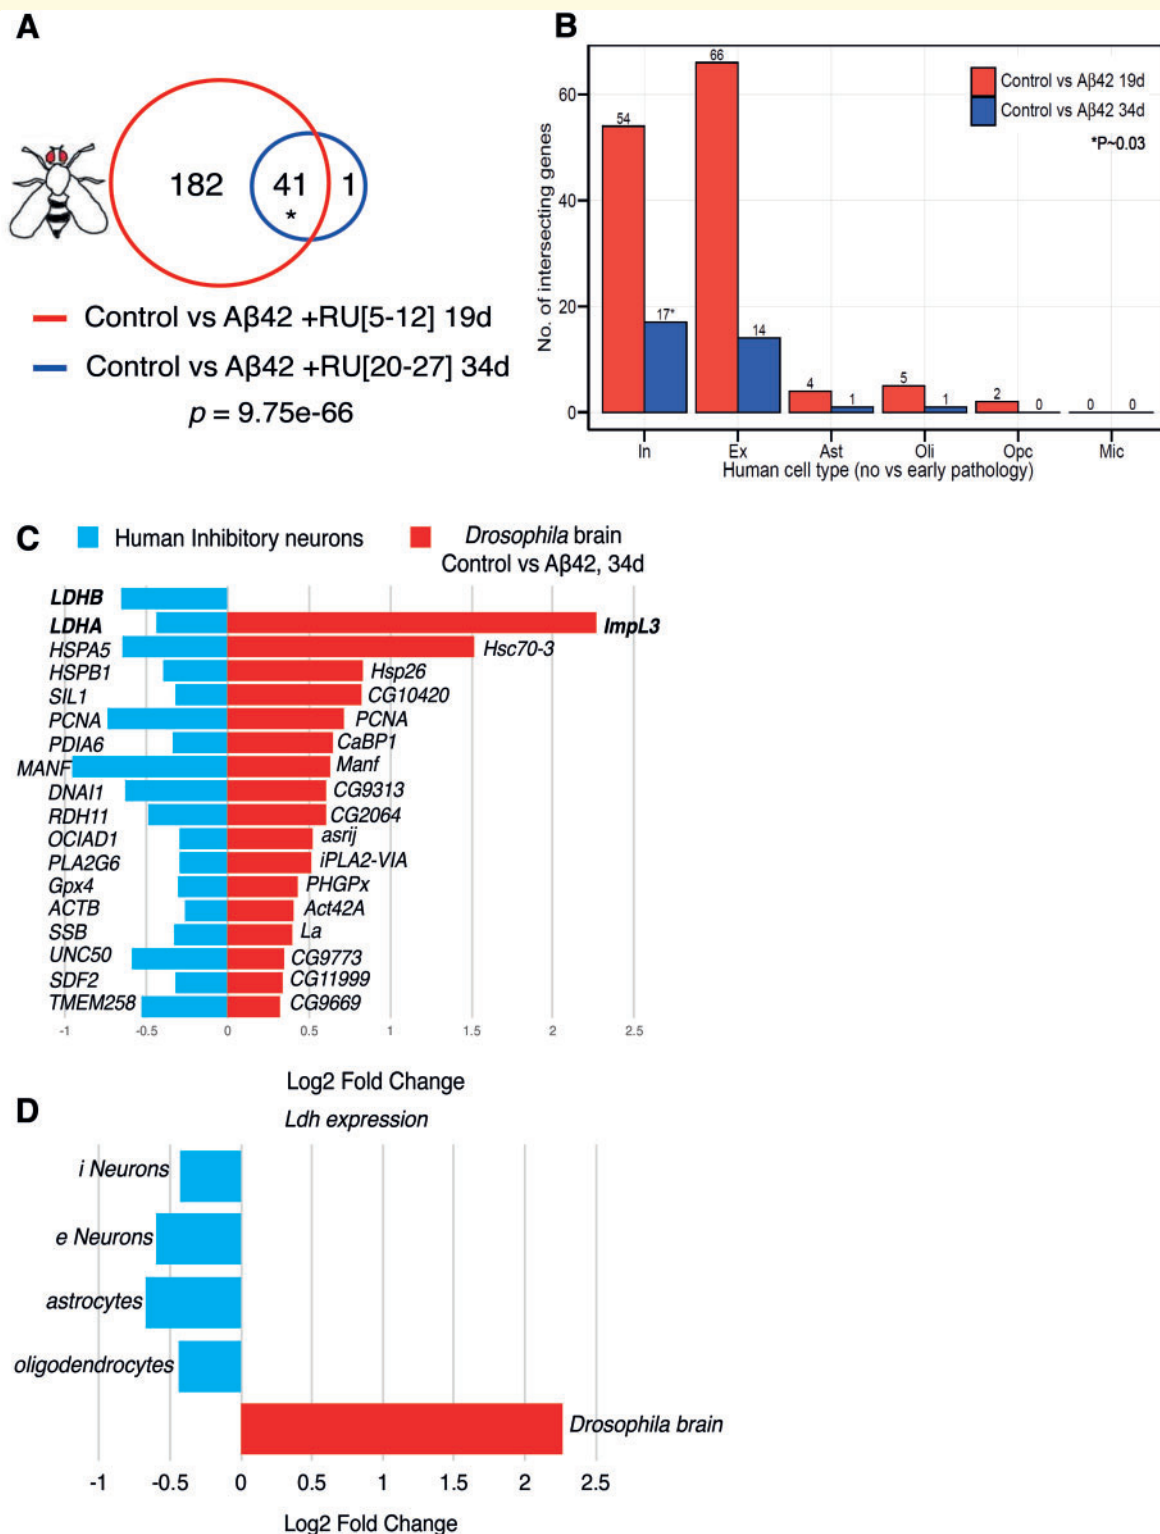 A
182
41
1
*
Control vs Aβ42 +RU[5-12] 19d
Control vs Aβ42 +RU[20-27] 34d
p = 9.75e-66
B
No. of intersecting genes
60
40
20
0
54
17*
66
14
4
1
5
1
2
0
0
0
Control vs Aβ42 19d
Control vs Aβ42 34d
*P~0.03
In
Ex
Ast
Oli
Opc
Mic
Human cell type (no vs early pathology)
C
Human Inhibitory neurons
Drosophila brain
Control vs Aβ42, 34d
LDHB
LDHA
ImpL3
HSPA5
Hsc70-3
HSPB1
Hsp26
SIL1
CG10420
PCNA
PCNA
PDIA6
CaBP1
MANF
Manf
DNAI1
CG9313
RDH11
CG2064
OCIAD1
asrij
PLA2G6
iPLA2-VIA
Gpx4
PHGPx
ACTB
Act42A
SSB
La
UNC50
CG9773
SDF2
CG11999
TMEM258
CG9669
-1
-0.5
0
0.5
1
1.5
2
2.5
Log2 Fold Change
D
Ldh expression
i Neurons
e Neurons
astrocytes
oligodendrocytes
Drosophila brain
-1
-0.5
0
0.5
1
1.5
2
2.5
Log2 Fold Change